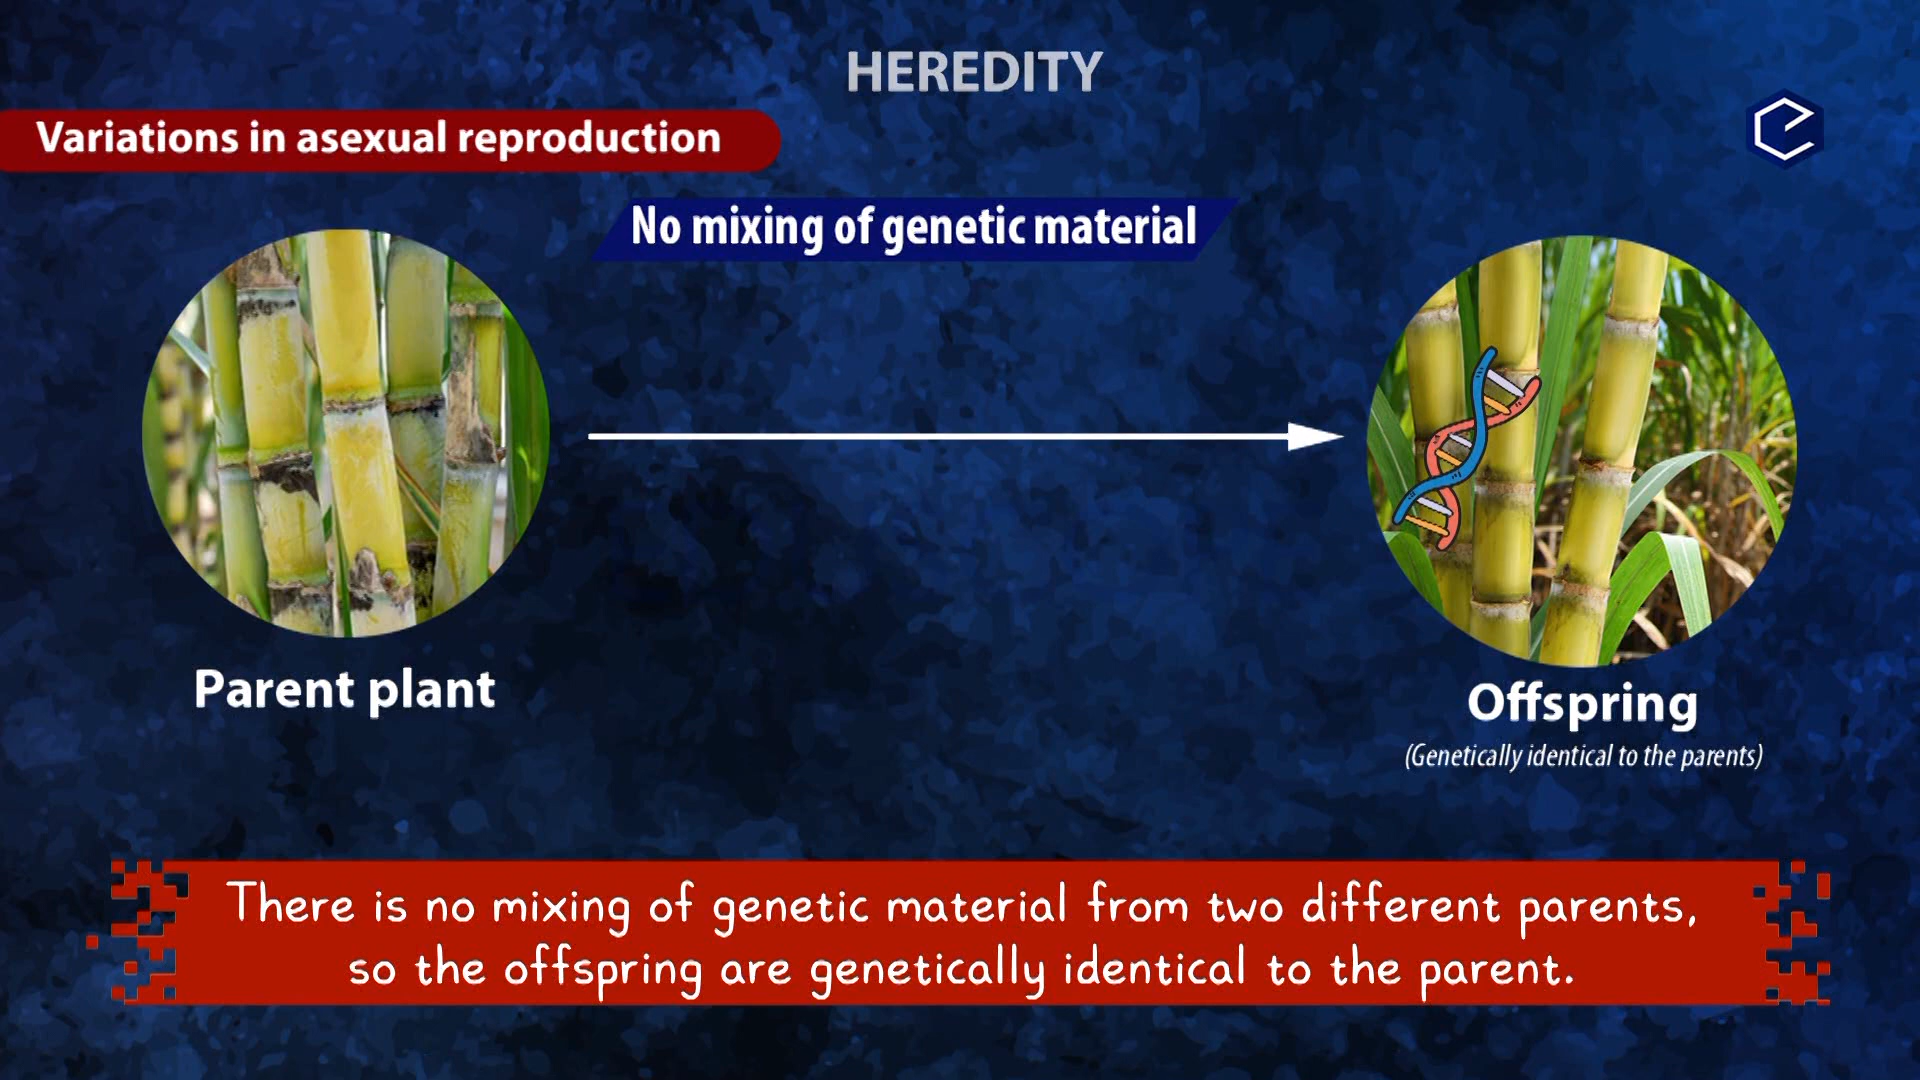 HEREDITY
Variations in asexual reproduction
No mixing of genetic material
Parent plant
Offspring
(Genetically identical to the parents)
There is no mixing of genetic material from two different parents,
so the offspring are genetically identical to the parent.